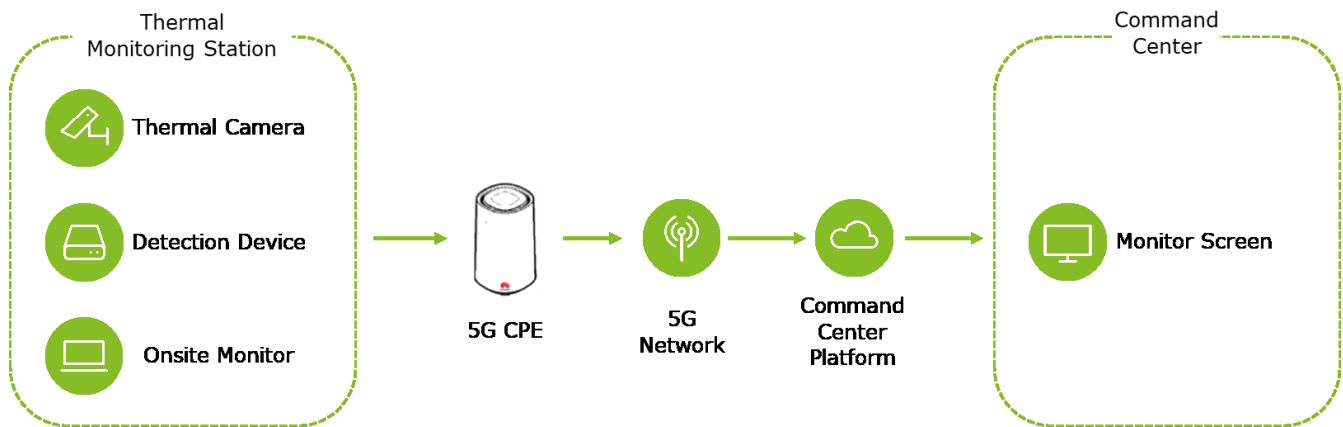 Thermal
Monitoring Station
Thermal Camera
Detection Device
Onsite Monitor
5G CPE
5G
Network
Command
Center
Platform
Command
Center
Monitor Screen